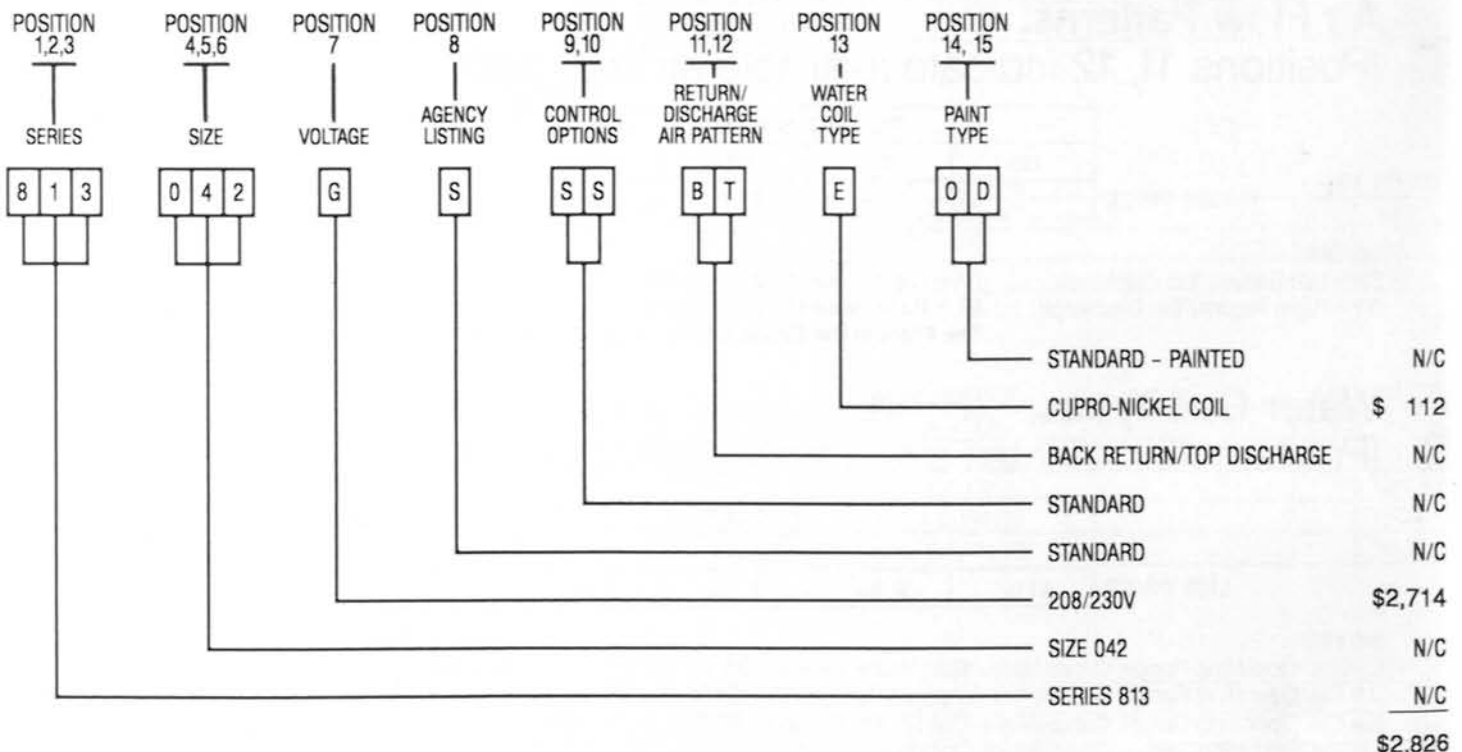 POSITION 1,2,3
POSITION 4,5,6
POSITION 7
POSITION 8
POSITION 9,10
POSITION 11,12
POSITION 13
POSITION 14, 15
SERIES
SIZE
VOLTAGE
AGENCY LISTING
CONTROL OPTIONS
RETURN/ DISCHARGE AIR PATTERN
WATER COIL TYPE
PAINT TYPE
8 1 3
0 4 2
G
S
S S
B T
E
0 D
STANDARD – PAINTED N/C
CUPRO-NICKEL COIL $ 112
BACK RETURN/TOP DISCHARGE N/C
STANDARD N/C
STANDARD N/C
208/230V $2,714
SIZE 042 N/C
SERIES 813 N/C
$2,826